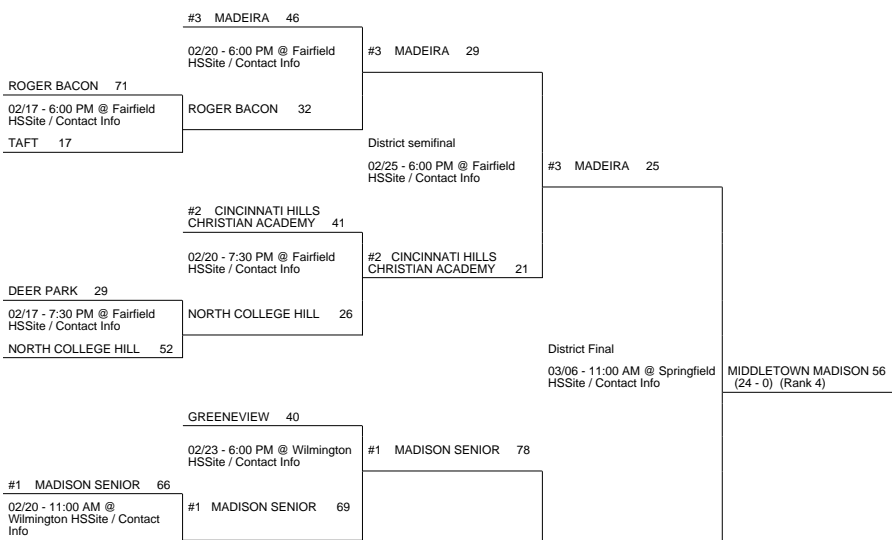 #3 MADEIRA 46
02/20 - 6:00 PM @ Fairfield
HSSite / Contact Info
#3 MADEIRA 29
ROGER BACON 71
02/17 - 6:00 PM @ Fairfield
HSSite / Contact Info
ROGER BACON 32
TAFT 17
District semifinal
02/25 - 6:00 PM @ Fairfield
HSSite / Contact Info
#3 MADEIRA 25
#2 CINCINNATI HILLS
CHRISTIAN ACADEMY 41
02/20 - 7:30 PM @ Fairfield
HSSite / Contact Info
#2 CINCINNATI HILLS
CHRISTIAN ACADEMY 21
DEER PARK 29
02/17 - 7:30 PM @ Fairfield
HSSite / Contact Info
NORTH COLLEGE HILL 26
NORTH COLLEGE HILL 52
District Final
03/06 - 11:00 AM @ Springfield
HSSite / Contact Info
MIDDLETOWN MADISON 56
(24 - 0) (Rank 4)
GREENEVIEW 40
02/23 - 6:00 PM @ Wilmington
HSSite / Contact Info
#1 MADISON SENIOR 78
#1 MADISON SENIOR 66
02/20 - 11:00 AM @
Wilmington HSSite / Contact
Info
#1 MADISON SENIOR 69